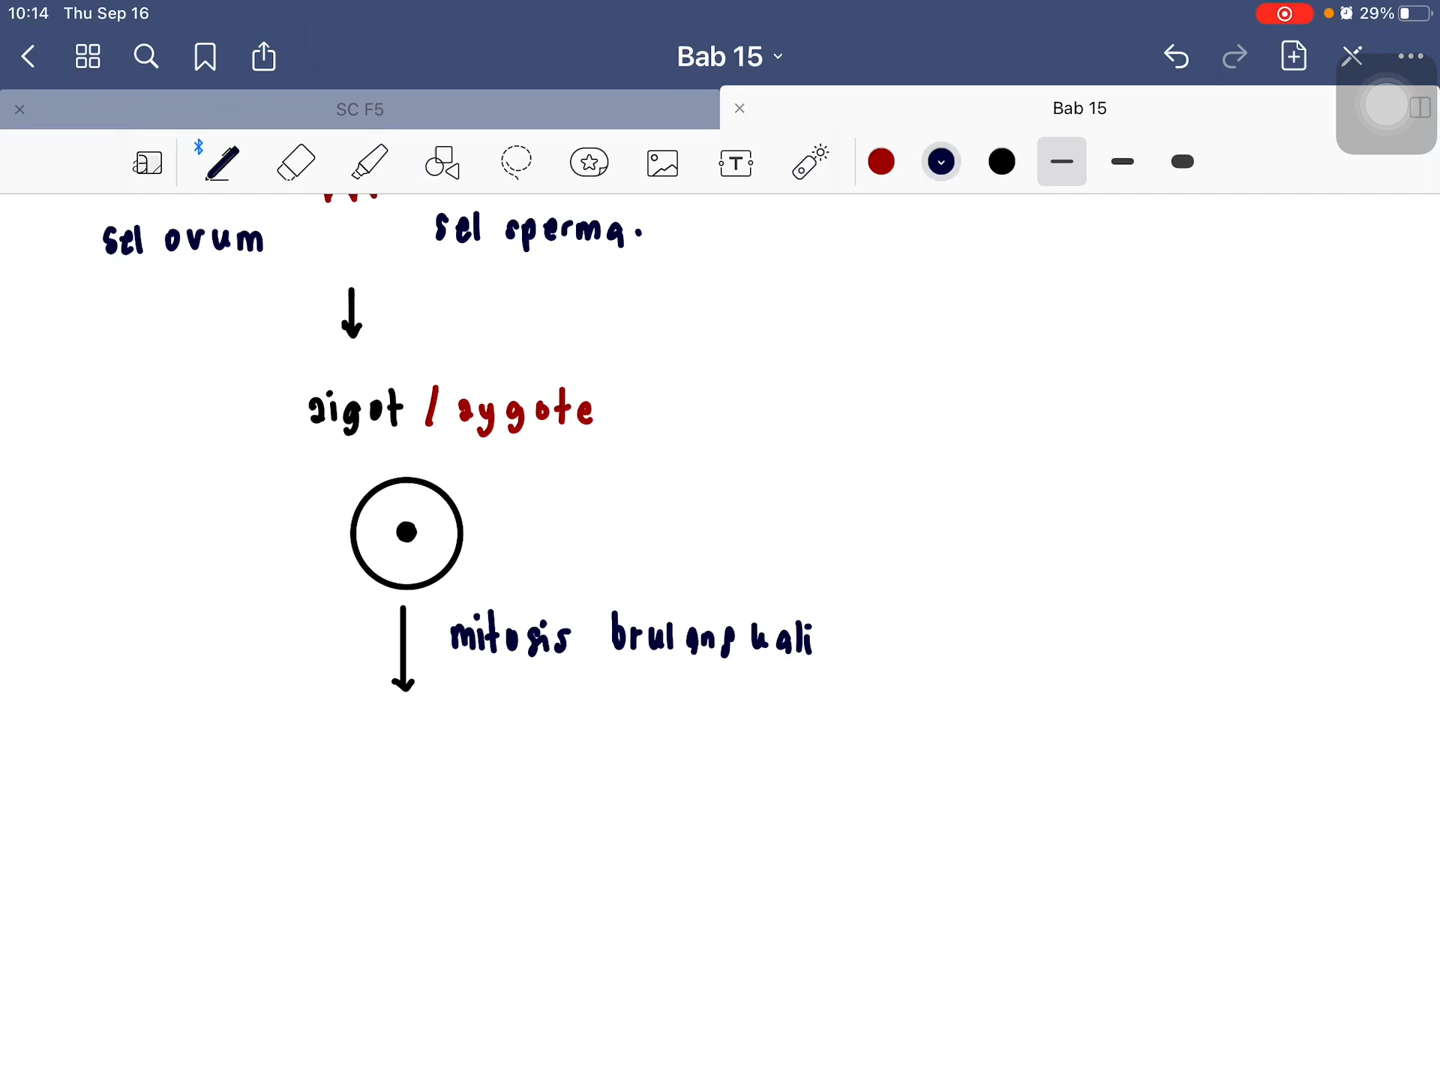 10:14 Thu Sep 16 29%
Bab 15
SC F5 Bab 15
T
sel ovum sel sperma.
zigot / zygote
mitosis brulang kali